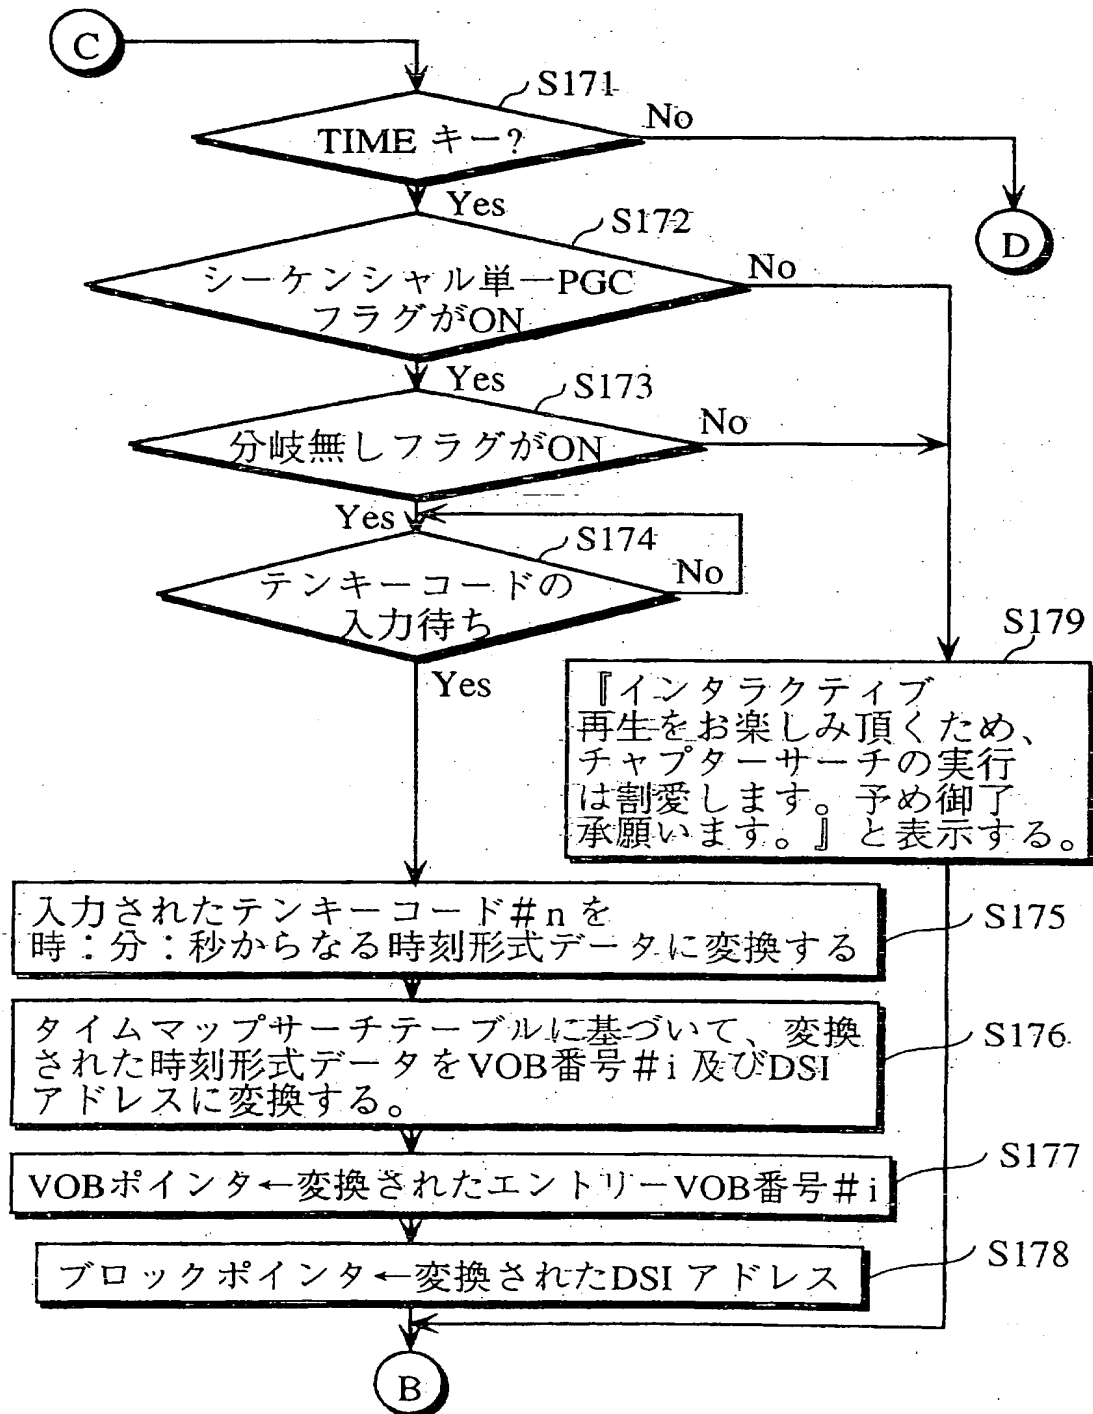 C
S171
TIME キー?
No
Yes
D
S172
シーケンシャル単一PGC
フラグがON
No
Yes
S173
分岐無しフラグがON
No
Yes
S174
テンキーコードの
入力待ち
No
Yes
S179
『インタラクティブ
再生をお楽しみ頂くため、
チャプターサーチの実行
は割愛します。予め御了
承願います。』と表示する。
入力されたテンキーコード#nを
時:分:秒からなる時刻形式データに変換する
S175
タイムマップサーチテーブルに基づいて、変換
された時刻形式データをVOB番号#i 及びDSI
アドレスに変換する。
S176
VOBポインタ←変換されたエントリーVOB番号#i
S177
ブロックポインタ←変換されたDSI アドレス
S178
B